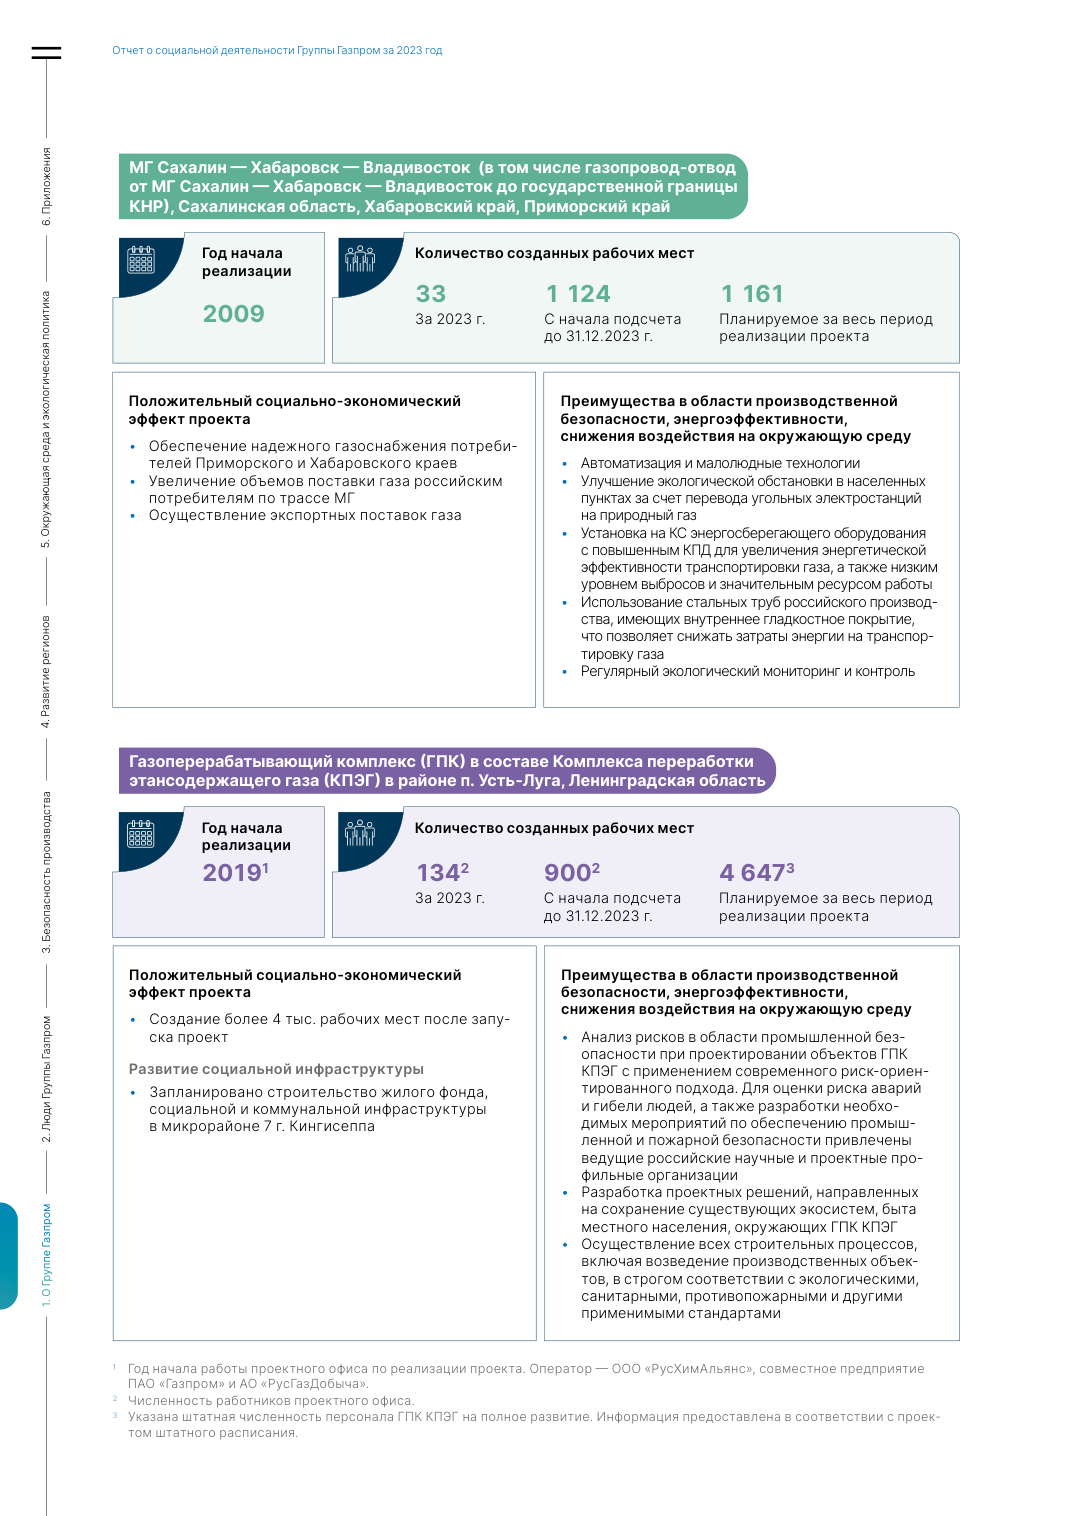 Отчет о социальной деятельности Группы Газпром за 2023 год
МГ Сахалин — Хабаровск — Владивосток (в том числе газопровод-отвод
от МГ Сахалин — Хабаровск — Владивосток до государственной границы
КНР), Сахалинская область, Хабаровский край, Приморский край
Год начала
реализации
2009
Количество созданных рабочих мест
33
За 2023 г.
1 124
С начала подсчета
до 31.12.2023 г.
1 161
Планируемое за весь период
реализации проекта
Положительный социально-экономический
эффект проекта
• Обеспечение надежного газоснабжения потреби-
телей Приморского и Хабаровского краев
• Увеличение объемов поставки газа российским
потребителям по трассе МГ
• Осуществление экспортных поставок газа
Преимущества в области производственной
безопасности, энергоэффективности,
снижения воздействия на окружающую среду
• Автоматизация и малолюдные технологии
• Улучшение экологической обстановки в населенных
пунктах за счет перевода угольных электростанций
на природный газ
• Установка на КС энергосберегающего оборудования
с повышенным КПД для увеличения энергетической
эффективности транспортировки газа, а также низким
уровнем выбросов и значительным ресурсом работы
• Использование стальных труб российского производ-
ства, имеющих внутреннее гладкостное покрытие,
что позволяет снижать затраты энергии на транспор-
тировку газа
• Регулярный экологический мониторинг и контроль
Газоперерабатывающий комплекс (ГПК) в составе Комплекса переработки
этансодержащего газа (КПЭГ) в районе п. Усть-Луга, Ленинградская область
Год начала
реализации
2019¹
Количество созданных рабочих мест
134²
За 2023 г.
900²
С начала подсчета
до 31.12.2023 г.
4 647³
Планируемое за весь период
реализации проекта
Положительный социально-экономический
эффект проекта
• Создание более 4 тыс. рабочих мест после запу-
ска проект
Развитие социальной инфраструктуры
• Запланировано строительство жилого фонда,
социальной и коммунальной инфраструктуры
в микрорайоне 7 г. Кингисеппа
Преимущества в области производственной
безопасности, энергоэффективности,
снижения воздействия на окружающую среду
• Анализ рисков в области промышленной без-
опасности при проектировании объектов ГПК
КПЭГ с применением современного риск-ориен-
тированного подхода. Для оценки риска аварий
и гибели людей, а также разработки необхо-
димых мероприятий по обеспечению промыш-
ленной и пожарной безопасности привлечены
ведущие российские научные и проектные про-
фильные организации
• Разработка проектных решений, направленных
на сохранение существующих экосистем, быта
местного населения, окружающих ГПК КПЭГ
• Осуществление всех строительных процессов,
включая возведение производственных объек-
тов, в строгом соответствии с экологическими,
санитарными, противопожарными и другими
применимыми стандартами
¹ Год начала работы проектного офиса по реализации проекта. Оператор — ООО «РусХимАльянс», совместное предприятие
ПАО «Газпром» и АО «РусГазДобыча».
² Численность работников проектного офиса.
³ Указана штатная численность персонала ГПК КПЭГ на полное развитие. Информация предоставлена в соответствии с проек-
том штатного расписания.
6. Приложения
5. Окружающая среда и экологическая политика
4. Развитие регионов
3. Безопасность производства
2. Люди Группы Газпром
1. О Группе Газпром